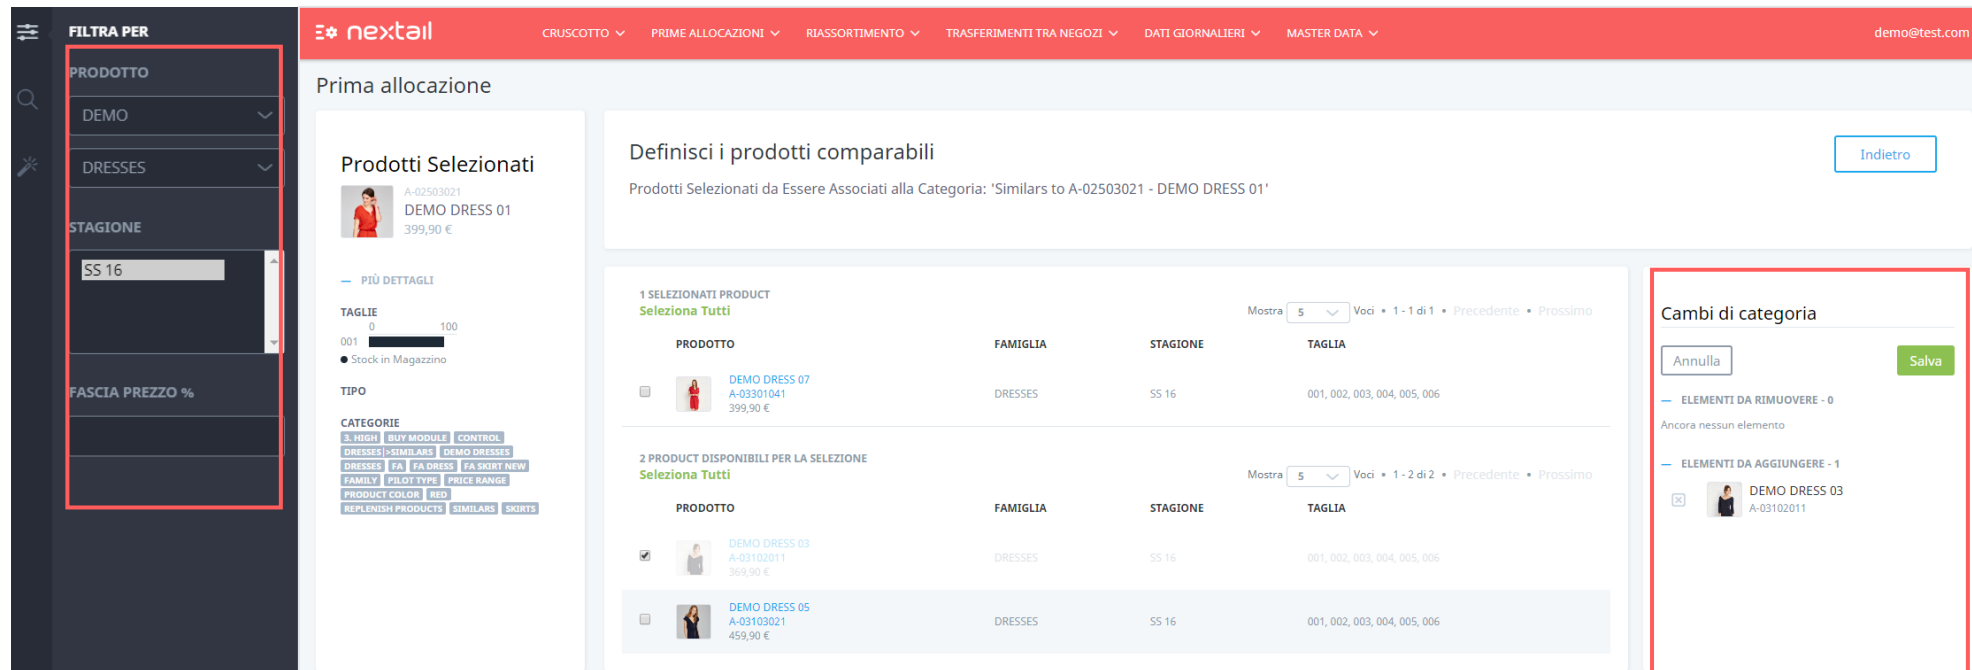 FILTRA PER
PRODOTTO
DEMO
DRESSES
STAGIONE
SS 16
FASCIA PREZZO %
nextail
CRUSCOTTO
PRIME ALLOCAZIONI
RIASSORTIMENTO
TRASFERIMENTI TRA NEGOZI
DATI GIORNALIERI
MASTER DATA
demo@test.com
Prima allocazione
Prodotti Selezionati
A-02503021
DEMO DRESS 01
399,90 €
— PIÙ DETTAGLI
TAGLIE
0 100
001
Stock in Magazzino
TIPO
CATEGORIE
3. HIGH BUY MODULE CONTROL
DRESSES|>SIMILARS DEMO DRESSES
DRESSES FA FA DRESS FA SKIRT NEW
FAMILY PILOT TYPE PRICE RANGE
PRODUCT COLOR RED
REPLENISH PRODUCTS SIMILARS SKIRTS
Definisci i prodotti comparabili
Indietro
Prodotti Selezionati da Essere Associati alla Categoria: 'Similars to A-02503021 - DEMO DRESS 01'
1 SELEZIONATI PRODUCT
Seleziona Tutti
Mostra 5 Voci • 1 - 1 di 1 • Precedente • Prossimo
PRODOTTO FAMIGLIA STAGIONE TAGLIA
DEMO DRESS 07
A-03301041
399,90 €
DRESSES SS 16 001, 002, 003, 004, 005, 006
2 PRODUCT DISPONIBILI PER LA SELEZIONE
Seleziona Tutti
Mostra 5 Voci • 1 - 2 di 2 • Precedente • Prossimo
PRODOTTO FAMIGLIA STAGIONE TAGLIA
DEMO DRESS 03
A-03102011
369,90 €
DRESSES SS 16 001, 002, 003, 004, 005, 006
DEMO DRESS 05
A-03103021
459,90 €
DRESSES SS 16 001, 002, 003, 004, 005, 006
Cambi di categoria
Annulla Salva
— ELEMENTI DA RIMUOVERE - 0
Ancora nessun elemento
— ELEMENTI DA AGGIUNGERE - 1
DEMO DRESS 03
A-03102011